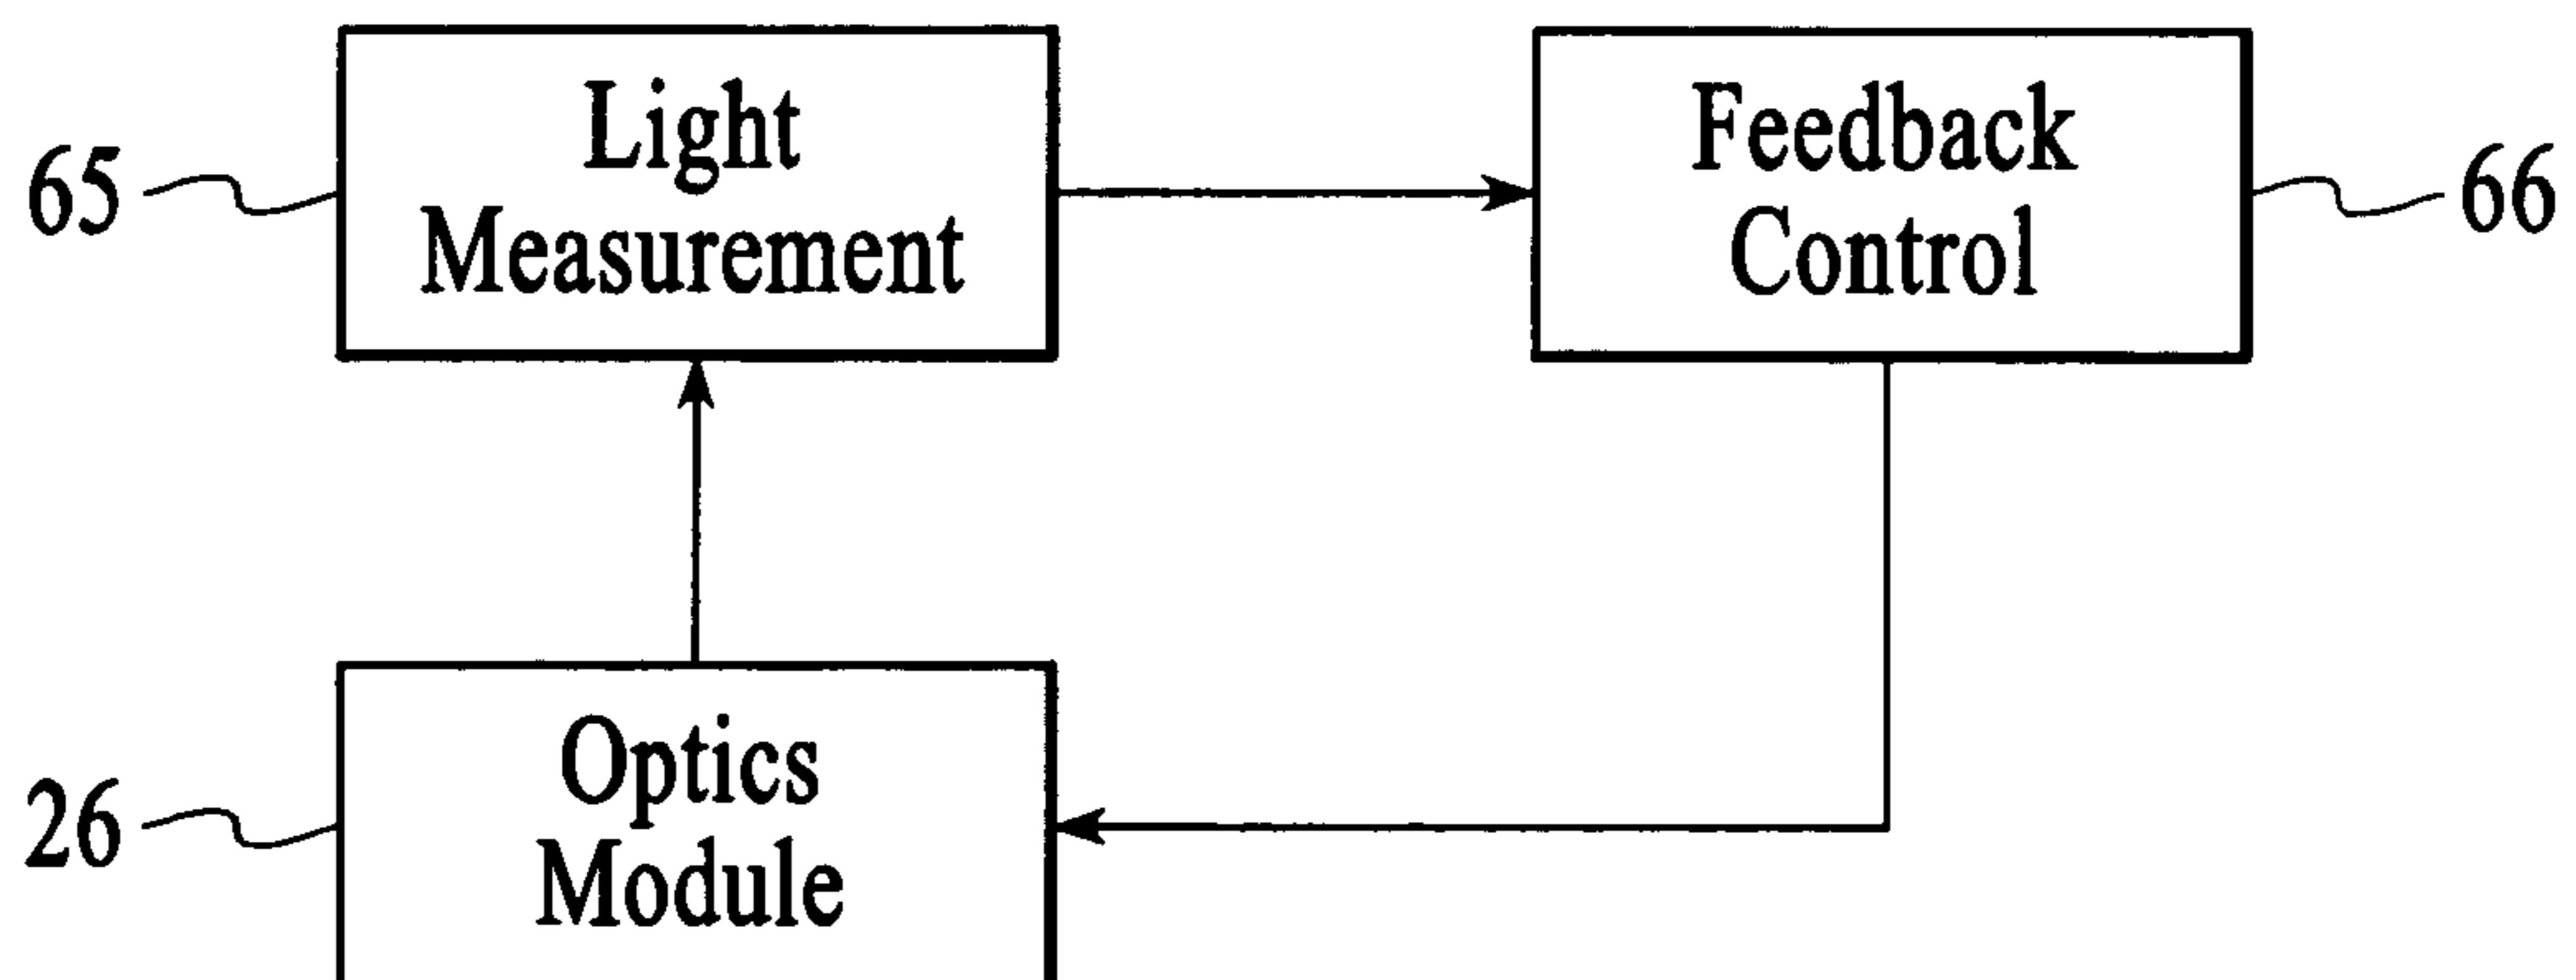 65
Light
Measurement
Feedback
Control
66
26
Optics
Module